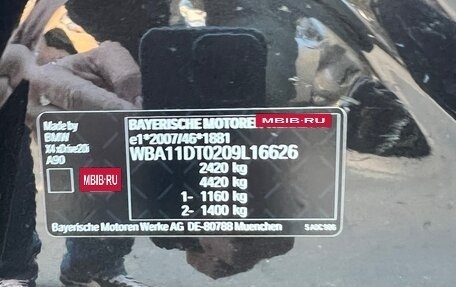 Made by
BMW
X4 xDrive20i
A90
MBIB·RU
BAYERISCHE MOTOREN MBIB·RU
e1*2007/46*1881
WBA11DT0209L16626
2420 kg
4420 kg
1- 1160 kg
2- 1400 kg
Bayerische Motoren Werke AG DE-80788 Muenchen